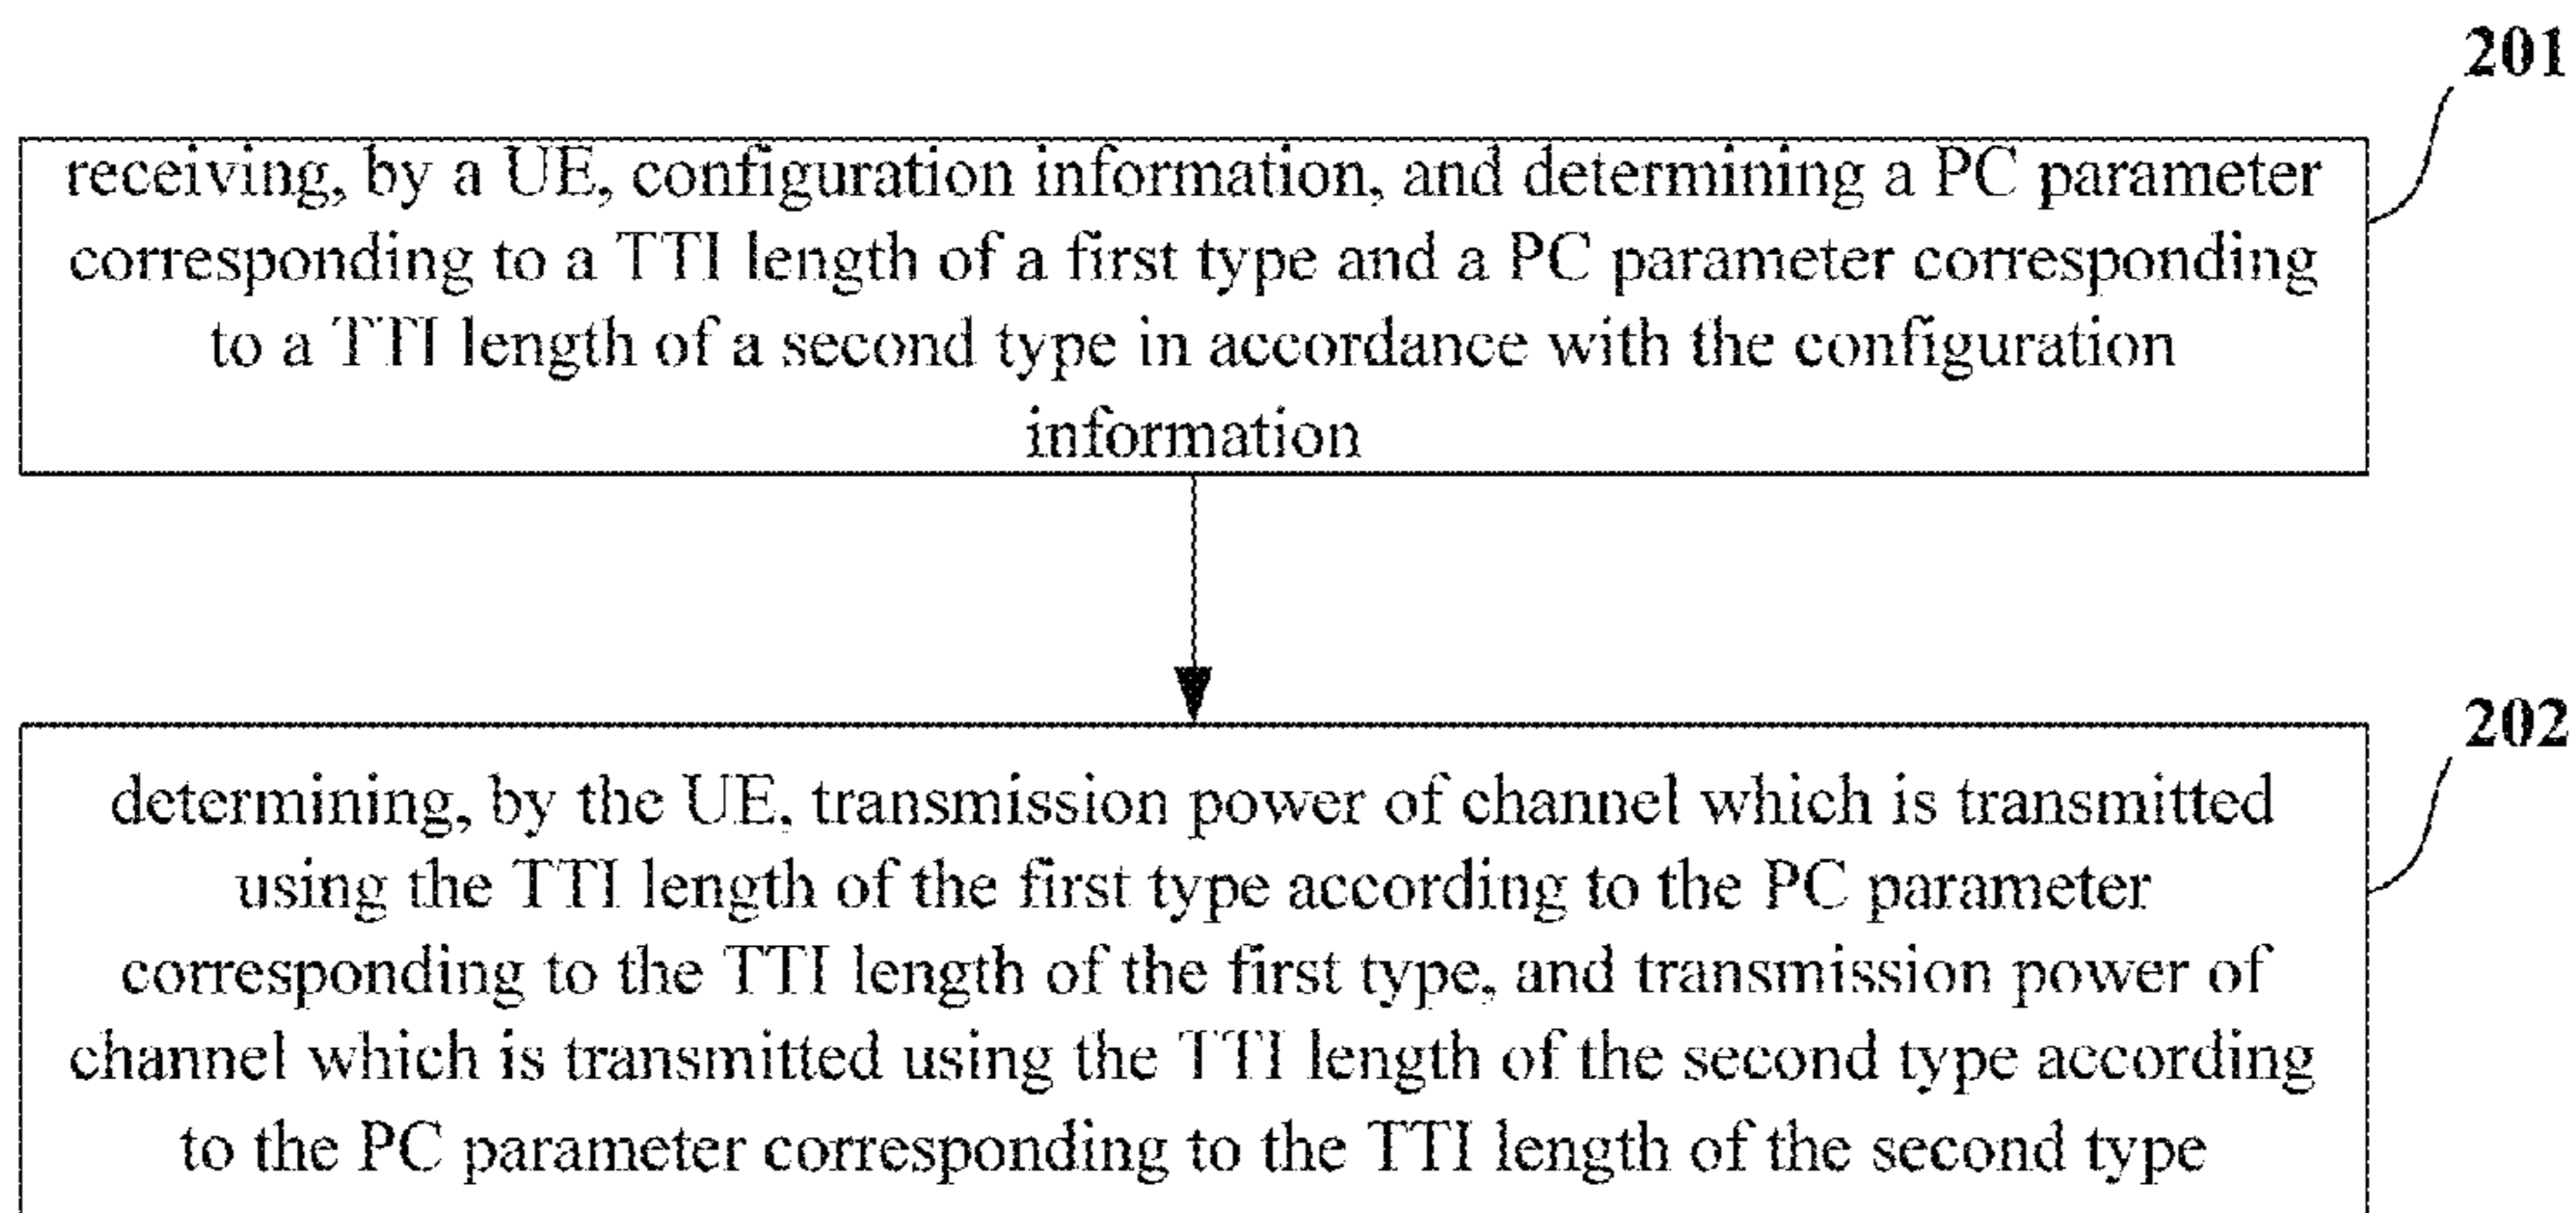 201
receiving, by a UE, configuration information, and determining a PC parameter
corresponding to a TTI length of a first type and a PC parameter corresponding
to a TTI length of a second type in accordance with the configuration
information
202
determining, by the UE, transmission power of channel which is transmitted
using the TTI length of the first type according to the PC parameter
corresponding to the TTI length of the first type, and transmission power of
channel which is transmitted using the TTI length of the second type according
to the PC parameter corresponding to the TTI length of the second type